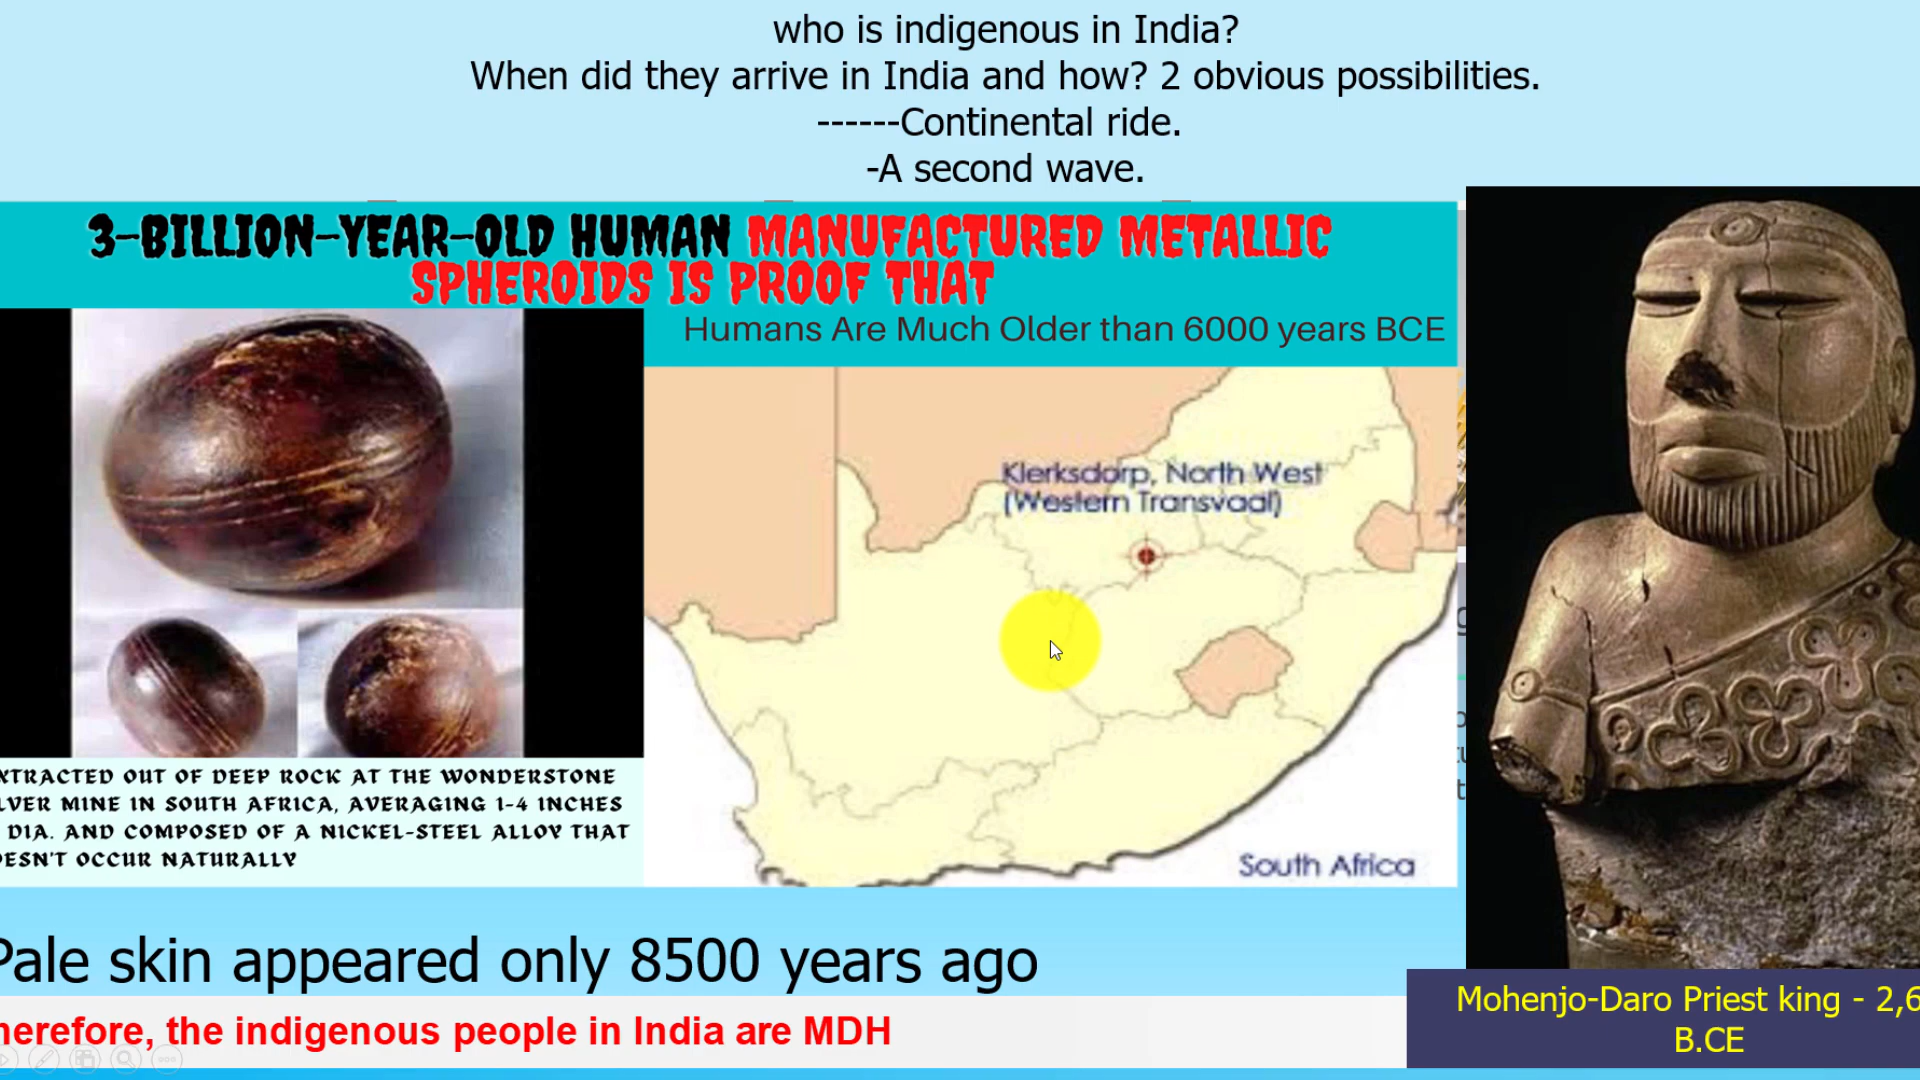 who is indigenous in India?
When did they arrive in India and how? 2 obvious possibilities.
------Continental ride.
-A second wave.
3-BILLION-YEAR-OLD HUMAN MANUFACTURED METALLIC
SPHEROIDS IS PROOF THAT
Humans Are Much Older than 6000 years BCE
Klerksdorp, North West
(Western Transvaal)
South Africa
XTRACTED OUT OF DEEP ROCK AT THE WONDERSTONE
LVER MINE IN SOUTH AFRICA, AVERAGING 1-4 INCHES
DIA. AND COMPOSED OF A NICKEL-STEEL ALLOY THAT
OESN'T OCCUR NATURALLY
Pale skin appeared only 8500 years ago
herefore, the indigenous people in India are MDH
Mohenjo-Daro Priest king - 2,6
B.CE